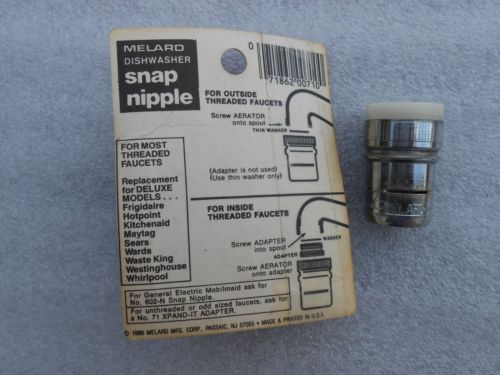 MELARD
DISHWASHER
snap
nipple
FOR MOST
THREADED
FAUCETS
Replacement
for DELUXE
MODELS . . .
Frigidaire
Hotpoint
Kitchenaid
Maytag
Sears
Wards
Waste King
Westinghouse
Whirlpool
0
71862 00710
FOR OUTSIDE
THREADED FAUCETS
Screw AERATOR
onto spout
THIN WASHER
(Adapter is not used)
(Use thin washer only)
FOR INSIDE
THREADED FAUCETS
Screw ADAPTER
into spout
WASHER
ADAPTER
Screw AERATOR
onto adapter
For General Electric Mobilmaid ask for
No. 602-N Snap Nipple.
For unthreaded or odd sized faucets, ask for
a No. 71 XPAND-IT ADAPTER.
© 1986 MELARD MFG. CORP., PASSAIC, NJ 07055 • MADE & PRINTED IN U.S.A.